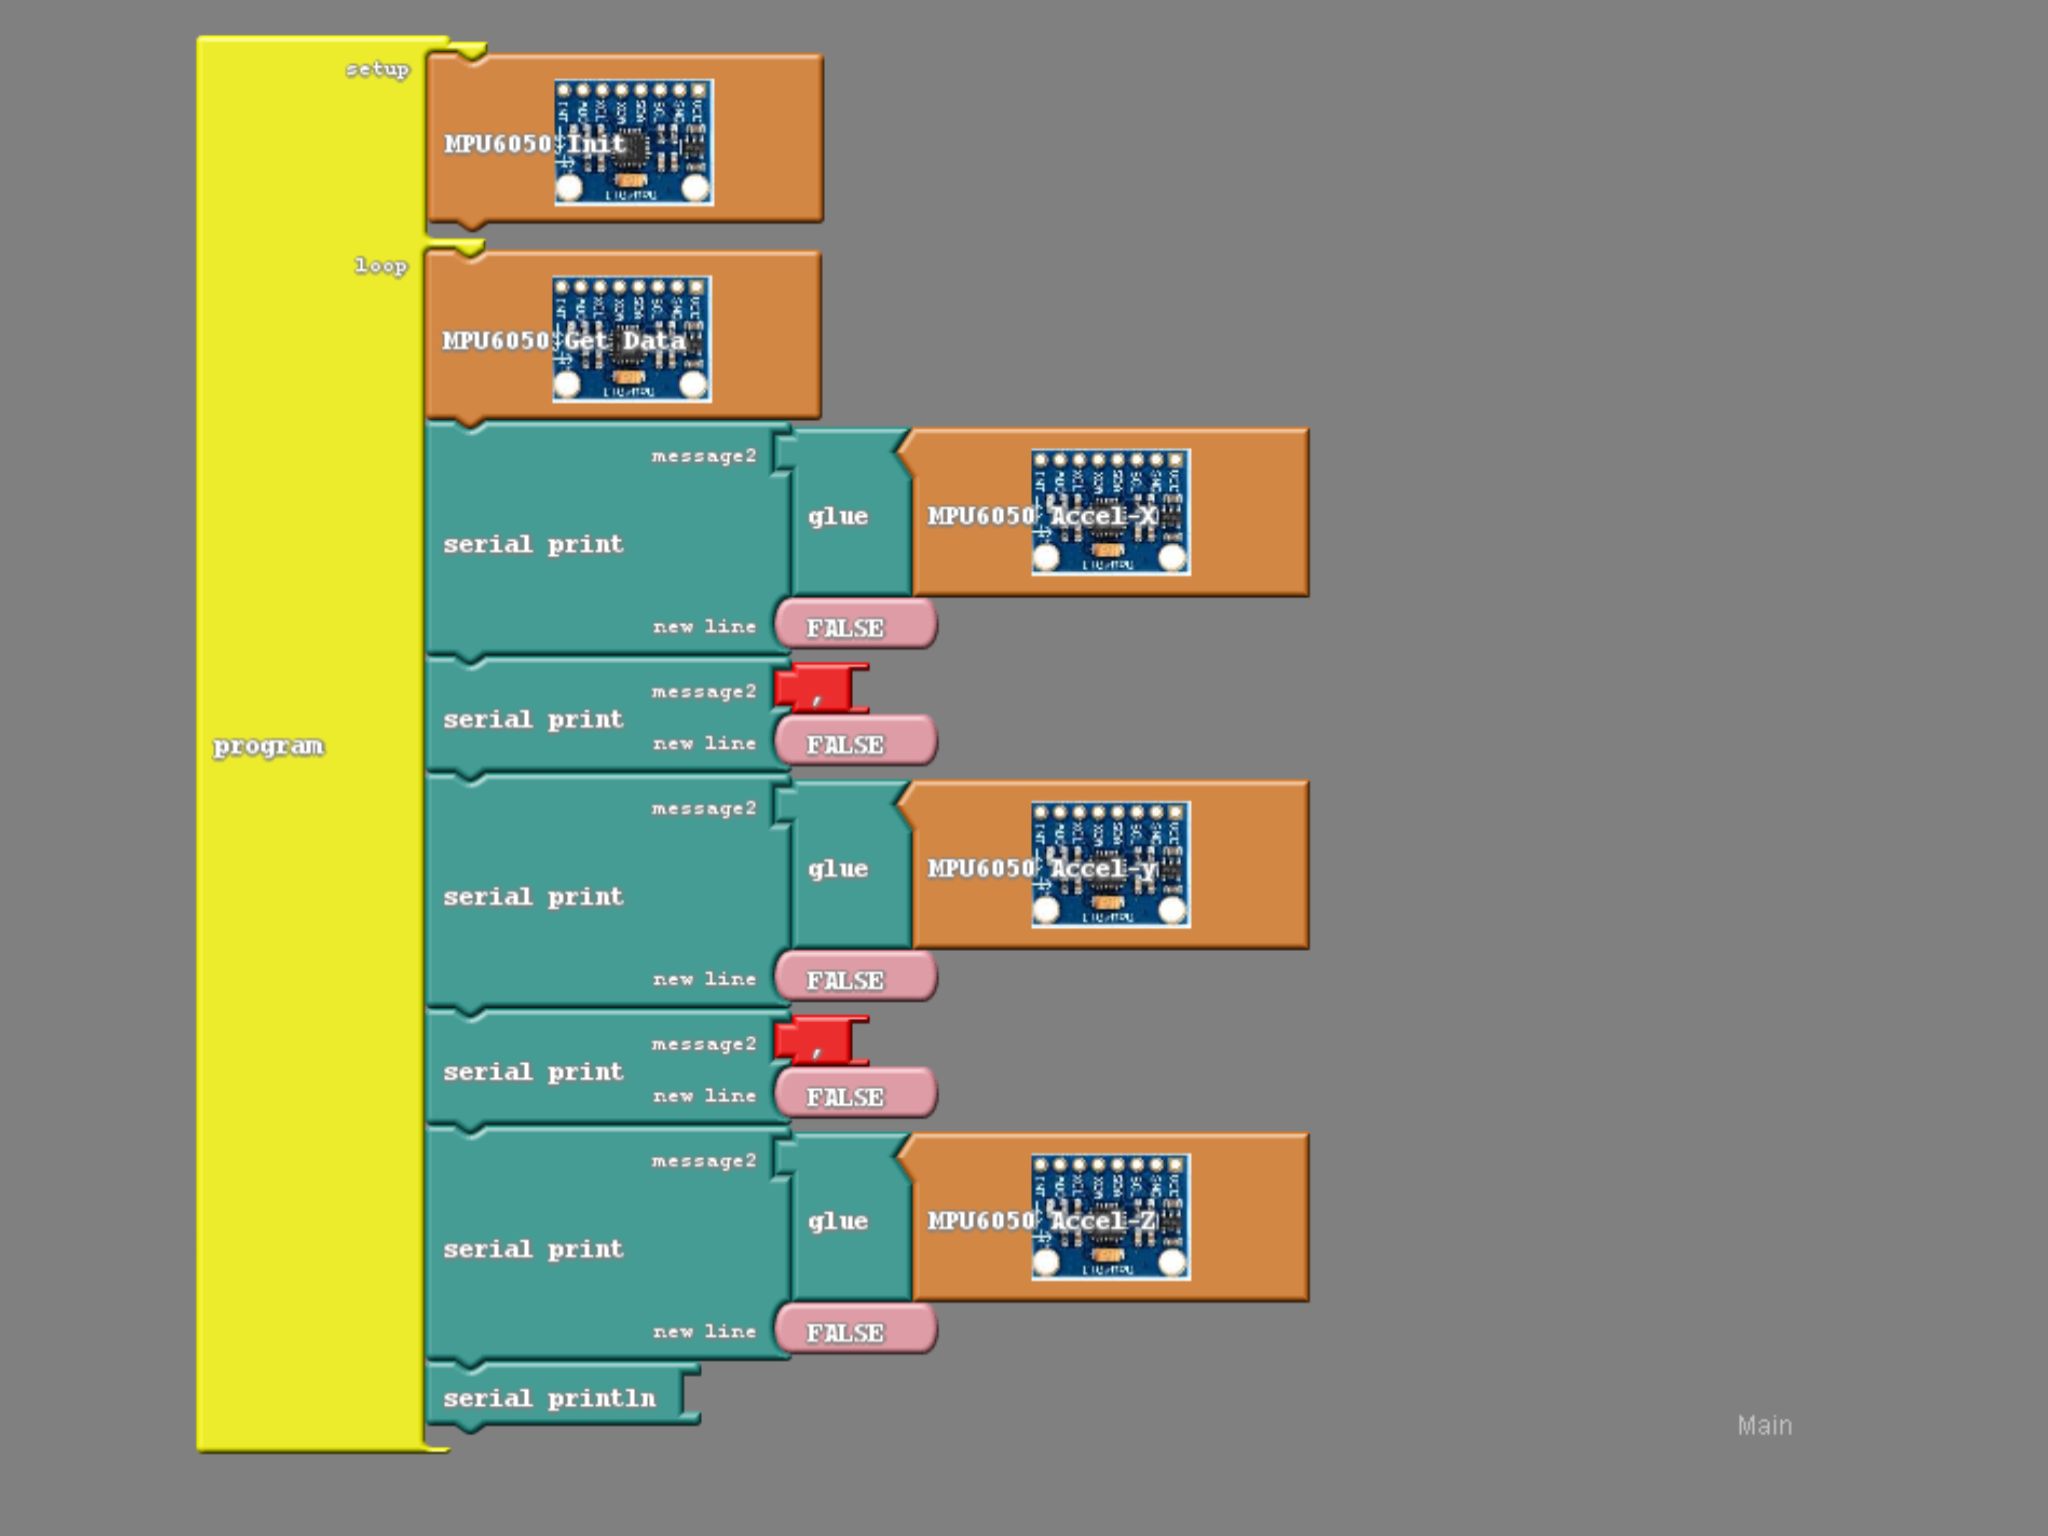 setup
MPU6050 Init
loop
MPU6050 Get Data
message2
glue
MPU6050 Accel-X
serial print
new line
FALSE
message2
,
serial print
new line
FALSE
program
message2
glue
MPU6050 Accel-y
serial print
new line
FALSE
message2
,
serial print
new line
FALSE
message2
glue
MPU6050 Accel-Z
serial print
new line
FALSE
serial println
Main